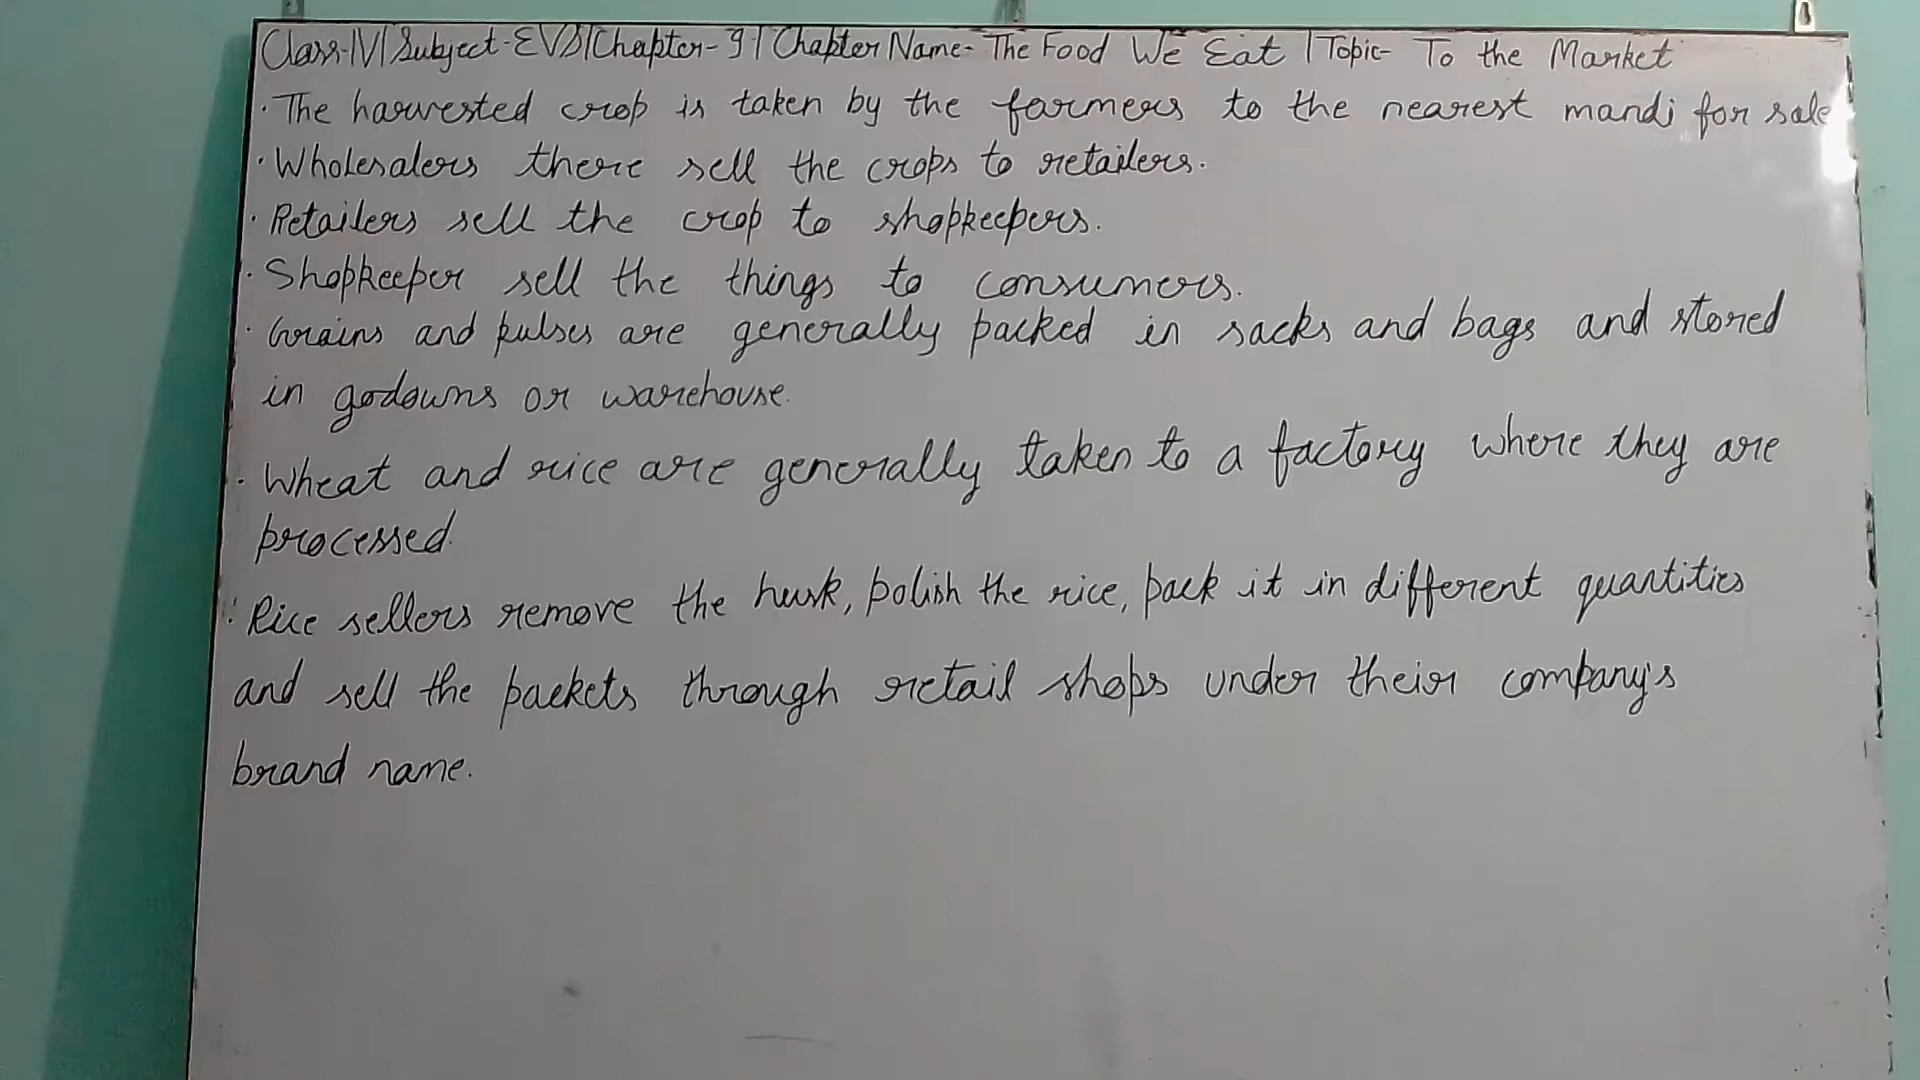 Class-IV|Subject-EVS|Chapter-9|Chapter Name- The Food We Eat |Topic- To the Market
· The harvested crop is taken by the farmers to the nearest mandi for sale
· Wholesalers there sell the crops to retailers.
· Retailers sell the crop to shopkeepers.
· Shopkeeper sell the things to consumers.
· Grains and pulses are generally packed in sacks and bags and stored
in godowns or warehouse.
· Wheat and rice are generally taken to a factory where they are
processed.
· Rice sellers remove the husk, polish the rice, pack it in different quantities
and sell the packets through retail shops under their company's
brand name.